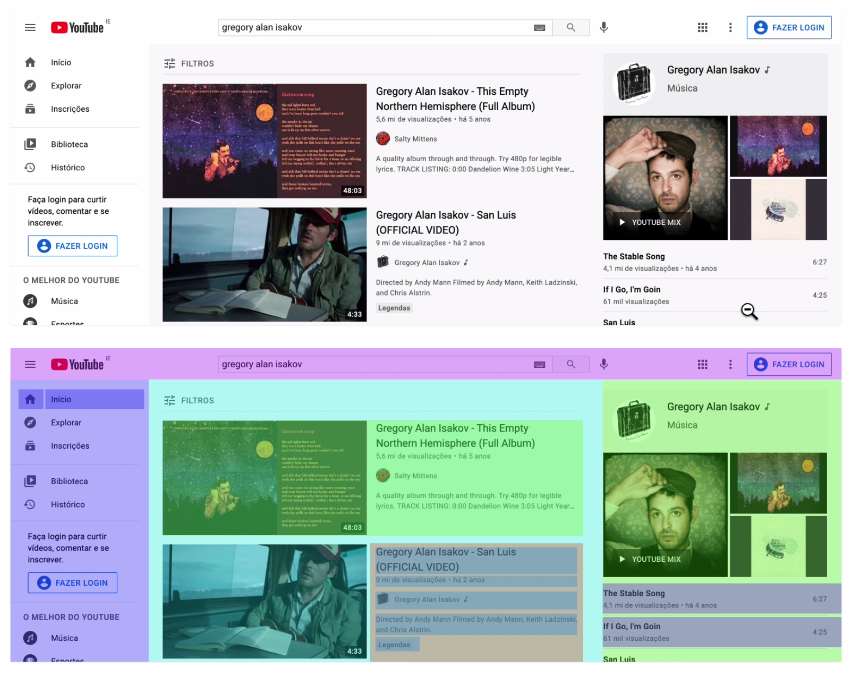 YouTube IE
gregory alan isakov
FAZER LOGIN
Início
Explorar
Inscrições
Biblioteca
Histórico
Faça login para curtir
vídeos, comentar e se
inscrever.
FAZER LOGIN
O MELHOR DO YOUTUBE
Música
Esportes
FILTROS
48:03
Gregory Alan Isakov - This Empty
Northern Hemisphere (Full Album)
5,6 mi de visualizações • há 5 anos
Salty Mittens
A quality album through and through. Try 480p for legible
lyrics. TRACK LISTING: 0:00 Dandelion Wine 3:05 Light Year...
4:33
Gregory Alan Isakov - San Luis
(OFFICIAL VIDEO)
9 mi de visualizações • há 2 anos
Gregory Alan Isakov
Directed by Andy Mann Filmed by Andy Mann, Keith Ladzinski,
and Chris Alstrin.
Legendas
Gregory Alan Isakov
Música
YOUTUBE MIX
The Stable Song
4,1 mi de visualizações • há 4 anos
6:27
If I Go, I'm Goin
61 mil visualizações
4:25
San Luis
YouTube IE
gregory alan isakov
FAZER LOGIN
Início
Explorar
Inscrições
Biblioteca
Histórico
Faça login para curtir
vídeos, comentar e se
inscrever.
FAZER LOGIN
O MELHOR DO YOUTUBE
Música
Esportes
FILTROS
48:03
Gregory Alan Isakov - This Empty
Northern Hemisphere (Full Album)
5,6 mi de visualizações • há 5 anos
Salty Mittens
A quality album through and through. Try 480p for legible
lyrics. TRACK LISTING: 0:00 Dandelion Wine 3:05 Light Year...
4:33
Gregory Alan Isakov - San Luis
(OFFICIAL VIDEO)
9 mi de visualizações • há 2 anos
Gregory Alan Isakov
Directed by Andy Mann Filmed by Andy Mann, Keith Ladzinski,
and Chris Alstrin.
Legendas
Gregory Alan Isakov
Música
YOUTUBE MIX
The Stable Song
4,1 mi de visualizações • há 4 anos
6:27
If I Go, I'm Goin
61 mil visualizações
4:25
San Luis